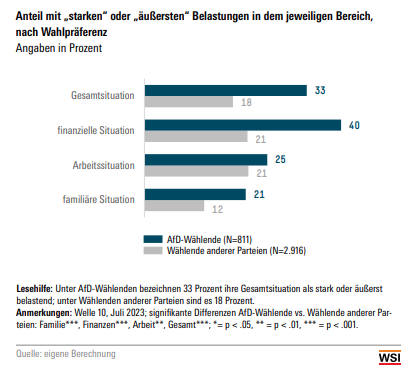 Anteil mit „starken“ oder „äußersten“ Belastungen in dem jeweiligen Bereich,
nach Wahlpräferenz
Angaben in Prozent
Gesamtsituation
33
18
finanzielle Situation
40
21
Arbeitssituation
25
21
familiäre Situation
21
12
AfD-Wählende (N=811)
Wählende anderer Parteien (N=2.916)
Lesehilfe: Unter AfD-Wählenden bezeichnen 33 Prozent ihre Gesamtsituation als stark oder äußerst
belastend; unter Wählenden anderer Parteien sind es 18 Prozent.
Anmerkungen: Welle 10, Juli 2023; signifikante Differenzen AfD-Wählende vs. Wählende anderer Par-
teien: Familie***, Finanzen***, Arbeit**, Gesamt***; *= p < .05, ** = p < .01, *** = p < .001.
Quelle: eigene Berechnung
WSI